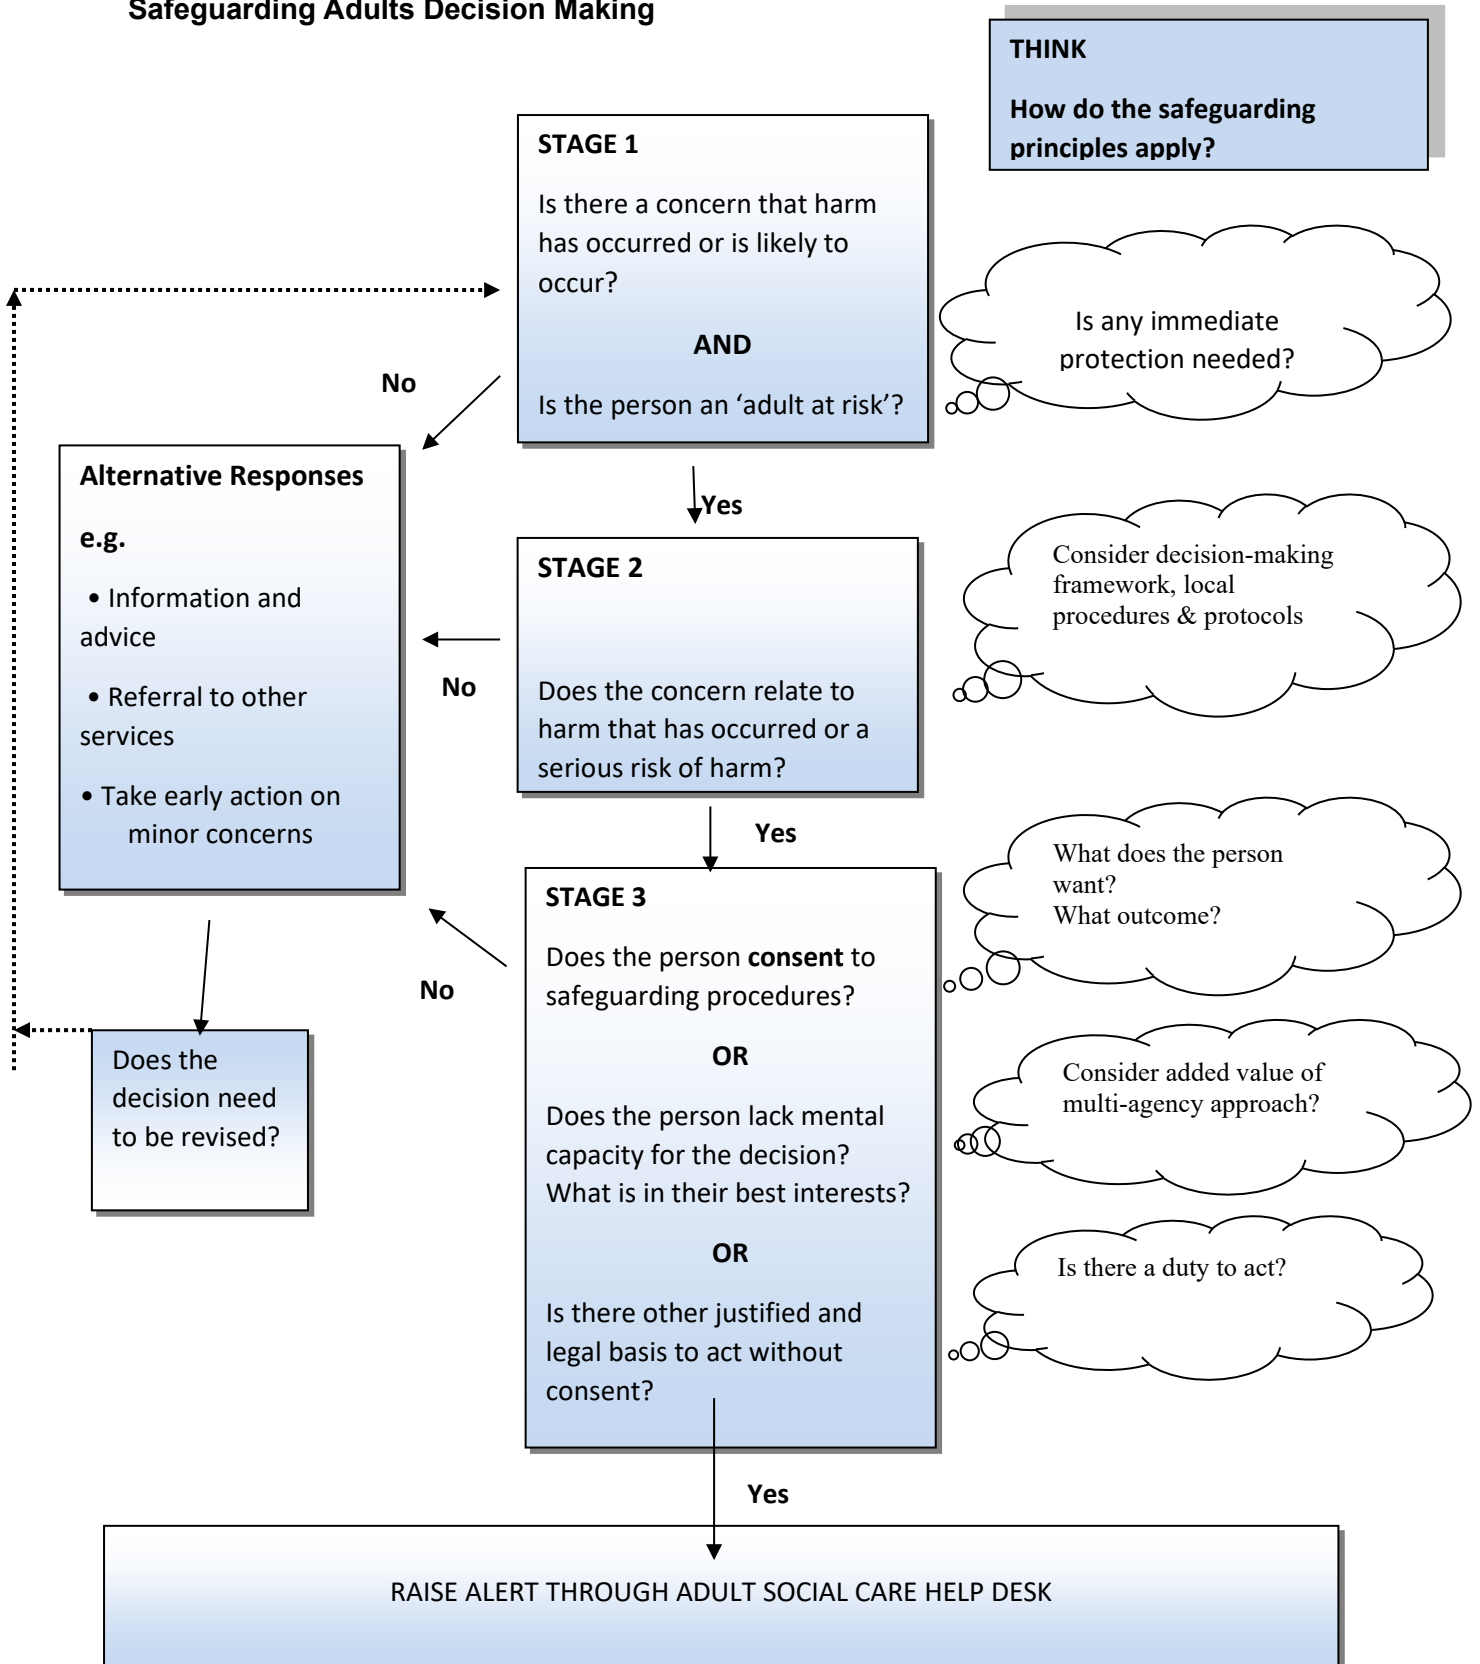 Safeguarding Adults Decision Making
THINK
How do the safeguarding
principles apply?
STAGE 1
Is there a concern that harm
has occurred or is likely to
occur?
AND
Is the person an ‘adult at risk’?
Is any immediate
protection needed?
No
Yes
Alternative Responses
e.g.
• Information and
advice
• Referral to other
services
• Take early action on
minor concerns
STAGE 2
Does the concern relate to
harm that has occurred or a
serious risk of harm?
Consider decision-making
framework, local
procedures & protocols
No
Yes
STAGE 3
Does the person consent to
safeguarding procedures?
OR
Does the person lack mental
capacity for the decision?
What is in their best interests?
OR
Is there other justified and
legal basis to act without
consent?
What does the person
want?
What outcome?
No
Does the
decision need
to be revised?
Consider added value of
multi-agency approach?
Is there a duty to act?
Yes
RAISE ALERT THROUGH ADULT SOCIAL CARE HELP DESK